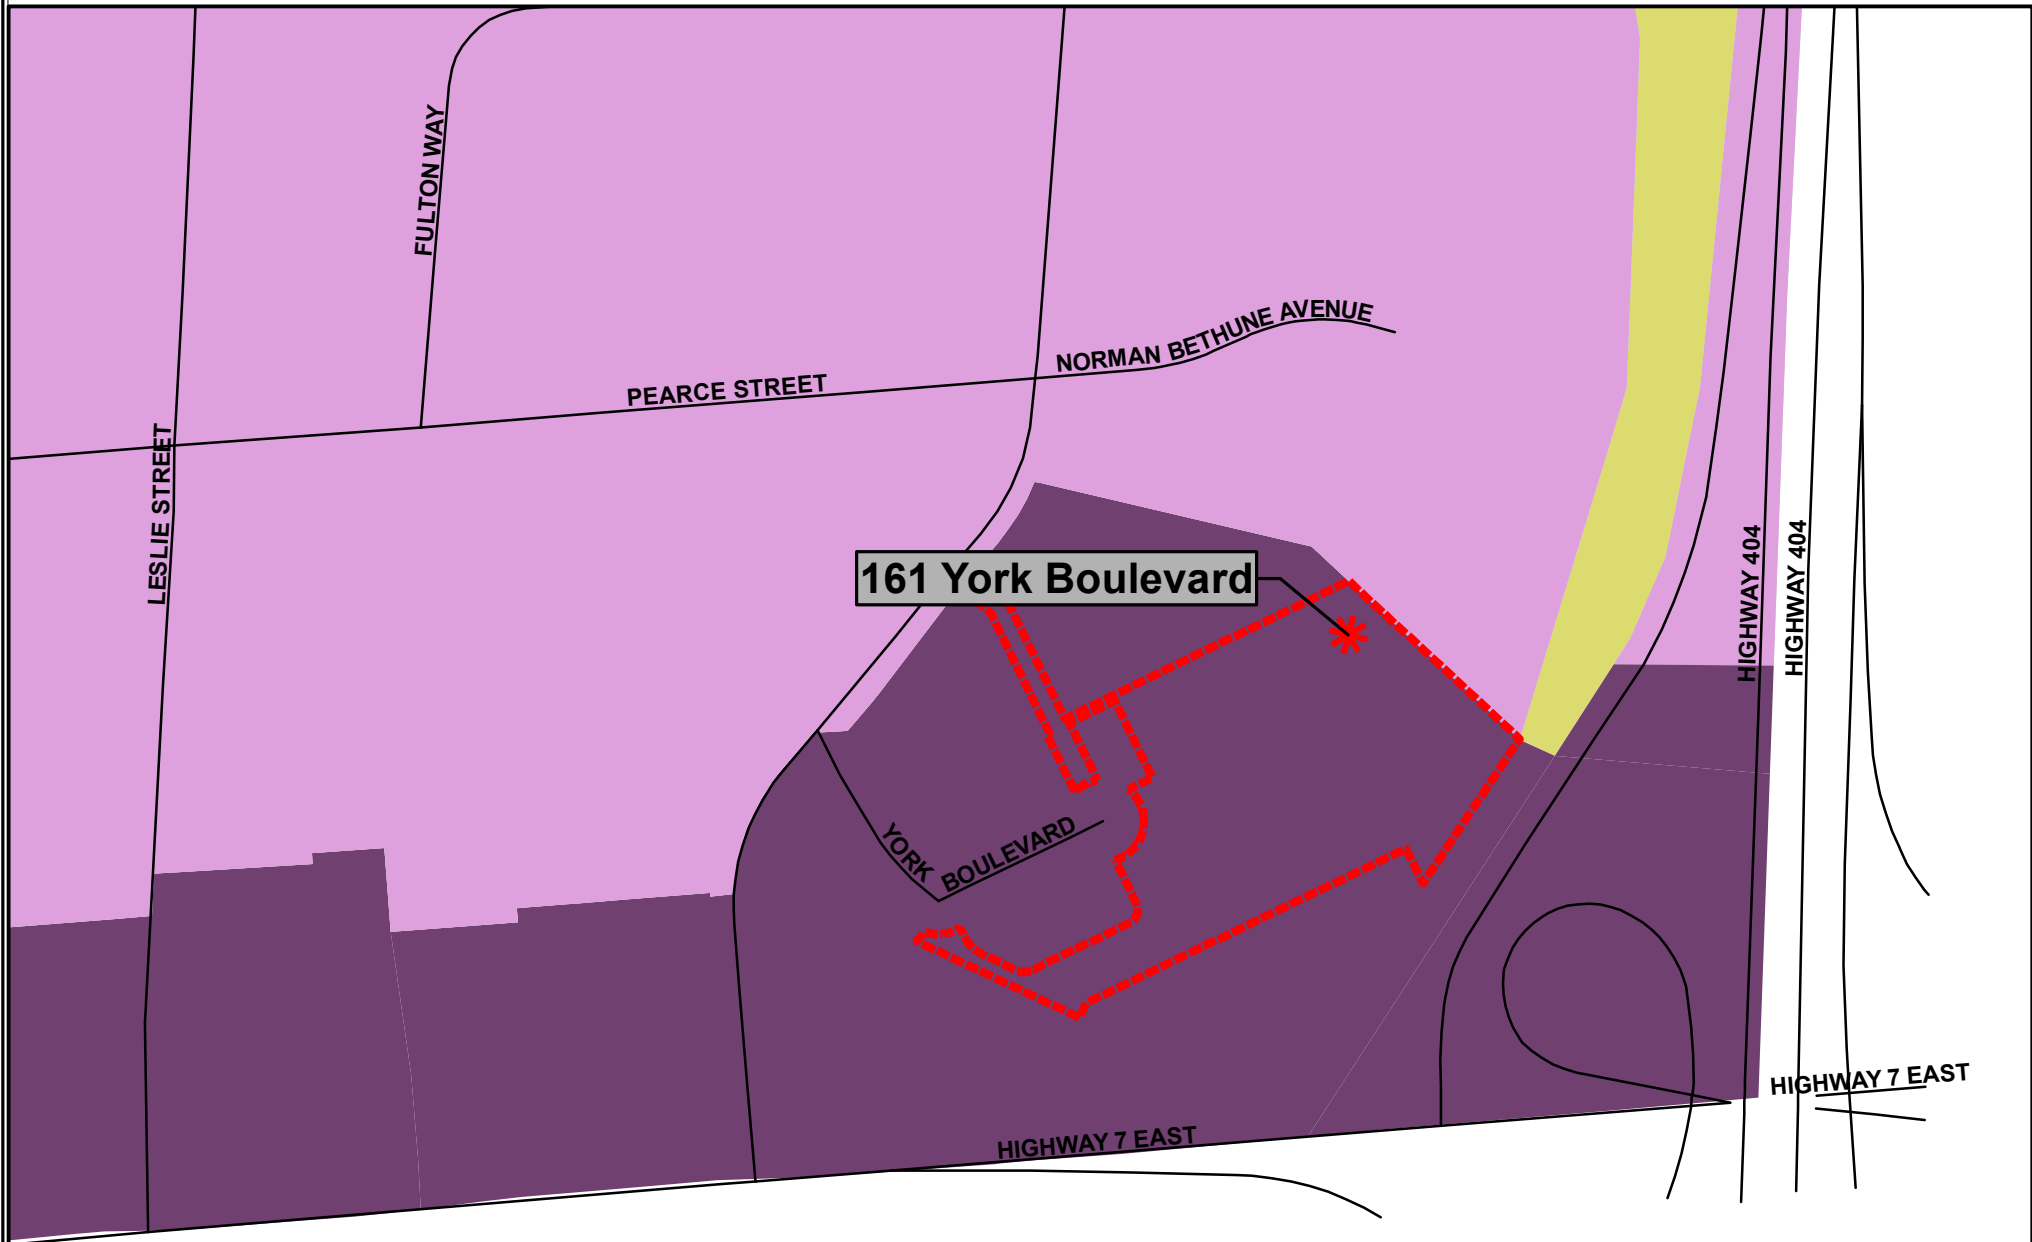 FULTON WAY
NORMAN BETHUNE AVENUE
PEARCE STREET
LESLIE STREET
161 York Boulevard
HIGHWAY 404
HIGHWAY 404
YORK
BOULEVARD
HIGHWAY 7 EAST
HIGHWAY 7 EAST